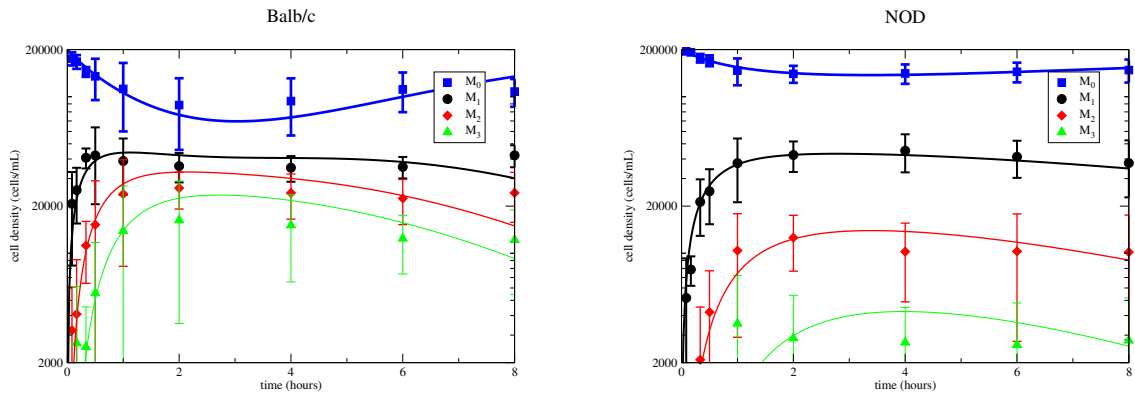 Balb/c
200000
20000
2000
cell density (cells/mL)
0
2
4
6
8
time (hours)
M0
M1
M2
M3
NOD
200000
20000
2000
cell density (cells/mL)
0
2
4
6
8
time (hours)
M0
M1
M2
M3